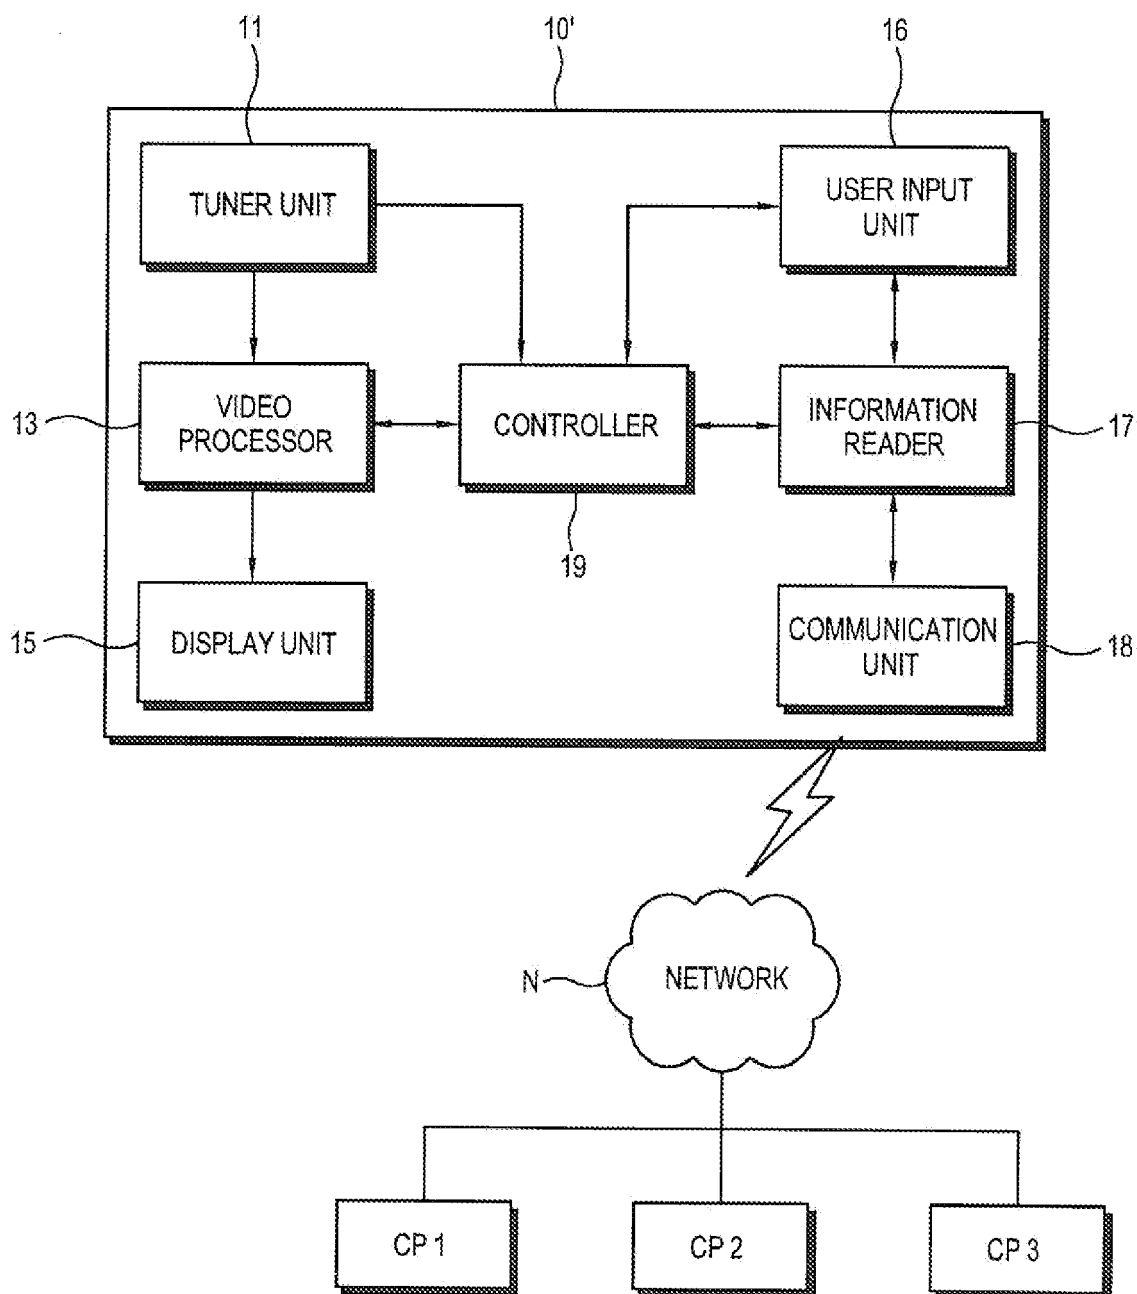 11
10'
16
TUNER UNIT
USER INPUT
UNIT
13
VIDEO
PROCESSOR
CONTROLLER
INFORMATION
READER
17
19
15
DISPLAY UNIT
COMMUNICATION
UNIT
18
N
NETWORK
CP 1
CP 2
CP 3